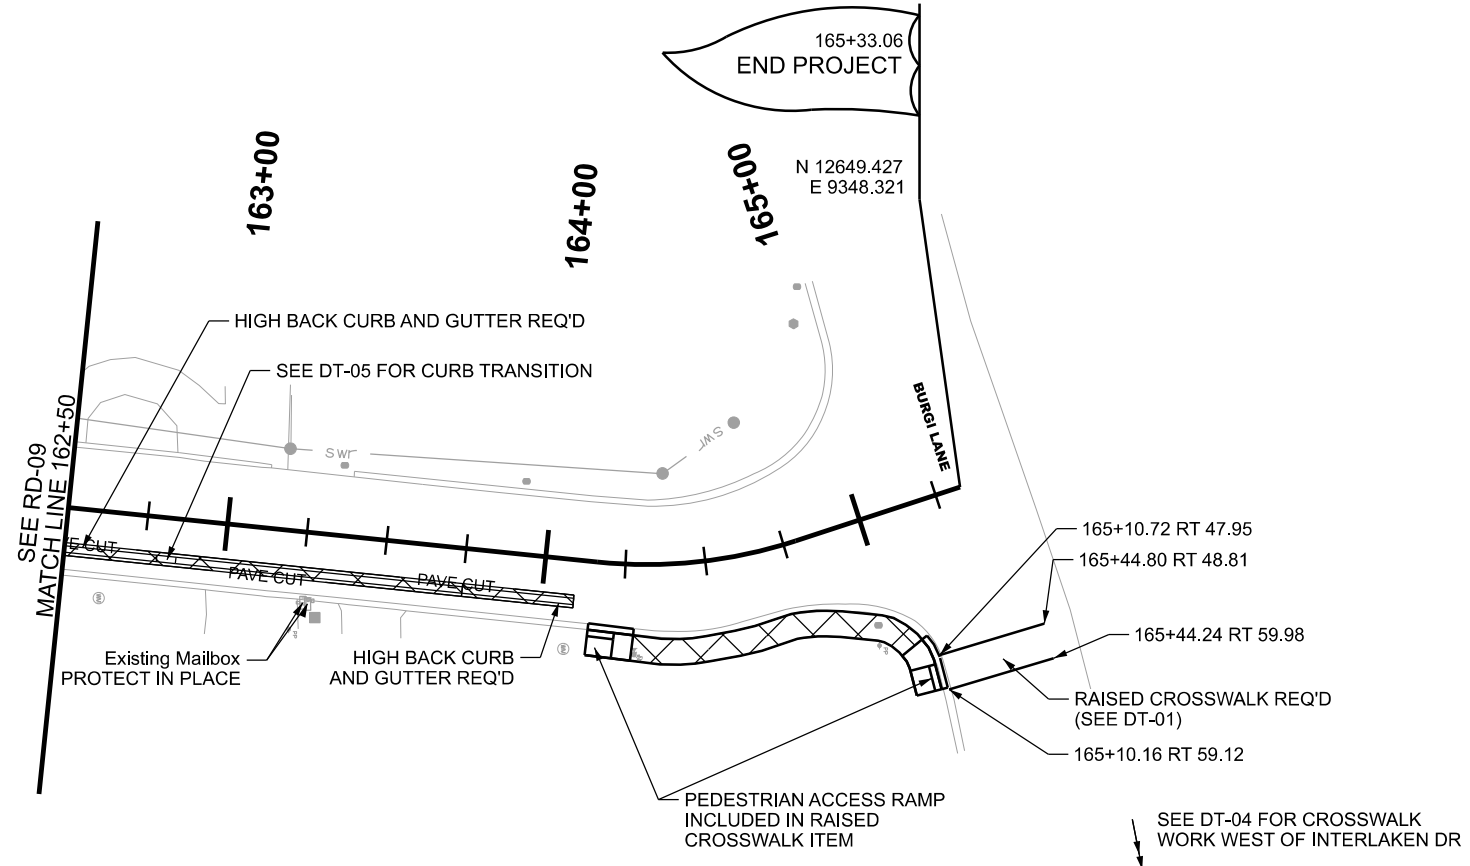 165+33.06
END PROJECT
N 12649.427
E 9348.321
163+00
164+00
165+00
HIGH BACK CURB AND GUTTER REQ'D
SEE DT-05 FOR CURB TRANSITION
SEE RD-09
MATCH LINE 162+50
BURGI LANE
PAVE CUT
PAVE CUT
Existing Mailbox
PROTECT IN PLACE
HIGH BACK CURB
AND GUTTER REQ'D
165+10.72 RT 47.95
165+44.80 RT 48.81
165+44.24 RT 59.98
RAISED CROSSWALK REQ'D
(SEE DT-01)
165+10.16 RT 59.12
PEDESTRIAN ACCESS RAMP
INCLUDED IN RAISED
CROSSWALK ITEM
SEE DT-04 FOR CROSSWALK
WORK WEST OF INTERLAKEN DR